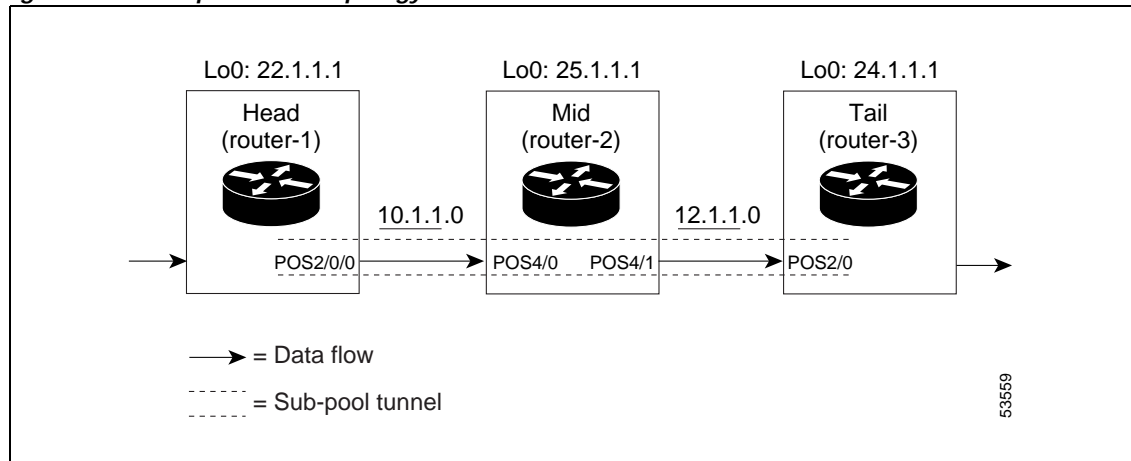 Lo0: 22.1.1.1 Lo0: 25.1.1.1 Lo0: 24.1.1.1
Head Mid Tail
(router-1) (router-2) (router-3)
10.1.1.0 12.1.1.0
POS2/0/0 POS4/0 POS4/1 POS2/0
= Data flow
= Sub-pool tunnel
53559